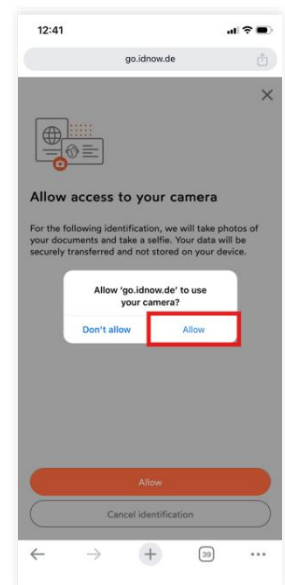 12:41
go.idnow.de
Allow access to your camera
For the following identification, we will take photos of
your documents and take a selfie. Your data will be
securely transferred and not stored on your device.
Allow 'go.idnow.de' to use
your camera?
Don't allow
Allow
Allow
Cancel identification
39